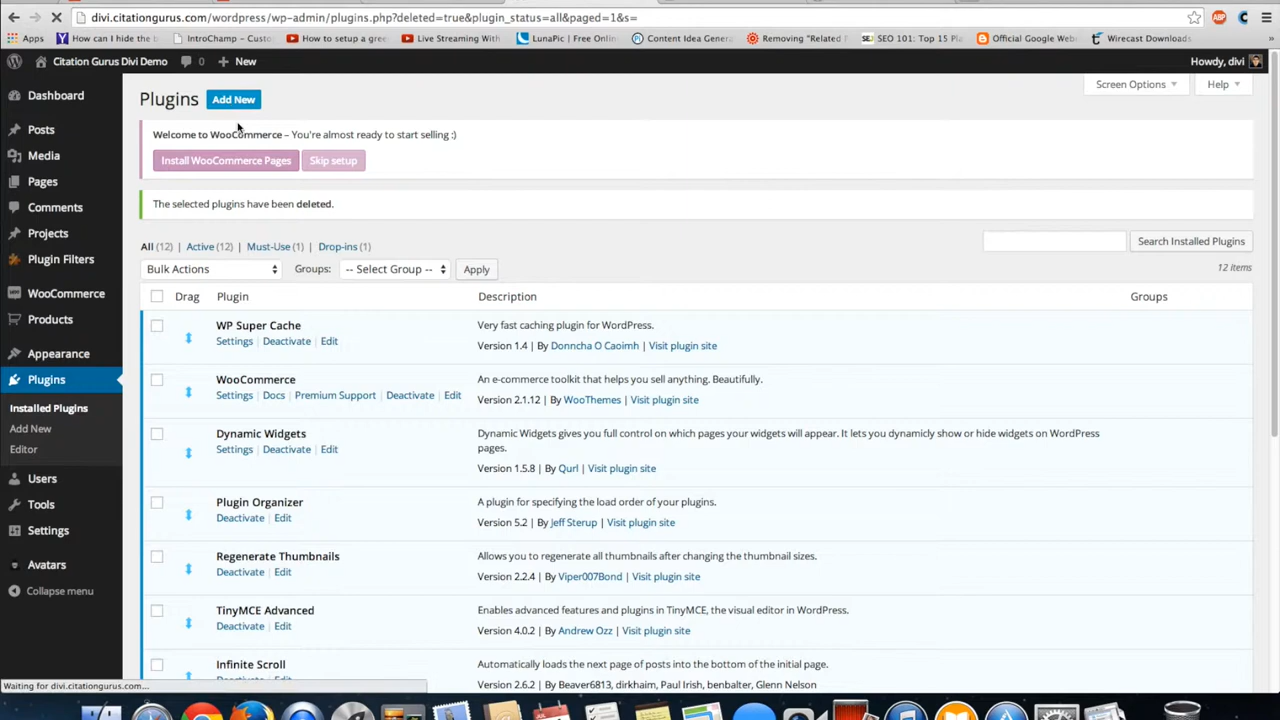 divi.citationgurus.com/wordpress/wp-admin/plugins.php?deleted=true&plugin_status=all&paged=1&s=
Apps How can I hide the IntroChamp – Custo How to setup a gree Live Streaming With LunaPic | Free Onlin Content Idea Genera Removing "Related SEO 101: Top 15 Pl Official Google Web Wirecast Downloads
Citation Gurus Divi Demo 0 + New Howdy, divi
Screen Options Help
Dashboard
Posts
Media
Pages
Comments
Projects
Plugin Filters
WooCommerce
Products
Appearance
Plugins
Installed Plugins
Add New
Editor
Users
Tools
Settings
Avatars
Collapse menu
Plugins Add New
Welcome to WooCommerce – You're almost ready to start selling :)
Install WooCommerce Pages Skip setup
The selected plugins have been deleted.
All (12) | Active (12) | Must-Use (1) | Drop-ins (1)
Search Installed Plugins
Bulk Actions Groups: -- Select Group -- Apply 12 items
Drag Plugin Description Groups
WP Super Cache Very fast caching plugin for WordPress.
Settings | Deactivate | Edit Version 1.4 | By Donncha O Caoimh | Visit plugin site
WooCommerce An e-commerce toolkit that helps you sell anything. Beautifully.
Settings | Docs | Premium Support | Deactivate | Edit Version 2.1.12 | By WooThemes | Visit plugin site
Dynamic Widgets Dynamic Widgets gives you full control on which pages your widgets will appear. It lets you dynamicly show or hide widgets on WordPress
Settings | Deactivate | Edit pages.
Version 1.5.8 | By Qurl | Visit plugin site
Plugin Organizer A plugin for specifying the load order of your plugins.
Deactivate | Edit Version 5.2 | By Jeff Sterup | Visit plugin site
Regenerate Thumbnails Allows you to regenerate all thumbnails after changing the thumbnail sizes.
Deactivate | Edit Version 2.2.4 | By Viper007Bond | Visit plugin site
TinyMCE Advanced Enables advanced features and plugins in TinyMCE, the visual editor in WordPress.
Deactivate | Edit Version 4.0.2 | By Andrew Ozz | Visit plugin site
Infinite Scroll Automatically loads the next page of posts into the bottom of the initial page.
Version 2.6.2 | By Beaver6813, dirkhaim, Paul Irish, benbalter, Glenn Nelson
Waiting for divi.citationgurus.com...